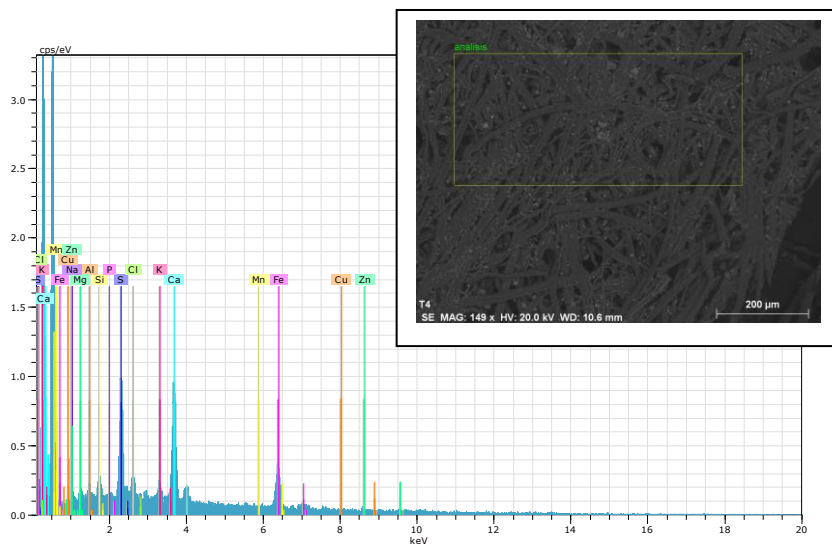 cps/eV
3.0
2.5
2.0
1.5
1.0
0.5
0.0
Mn Zn
Cl Cu
K Na Al P Cl K
S Fe Mg Si S Ca Mn Fe Cu Zn
Ca
2 4 6 8 10 12 14 16 18 20
keV
analisis
T4
SE MAG: 149 x HV: 20.0 kV WD: 10.6 mm
200 µm